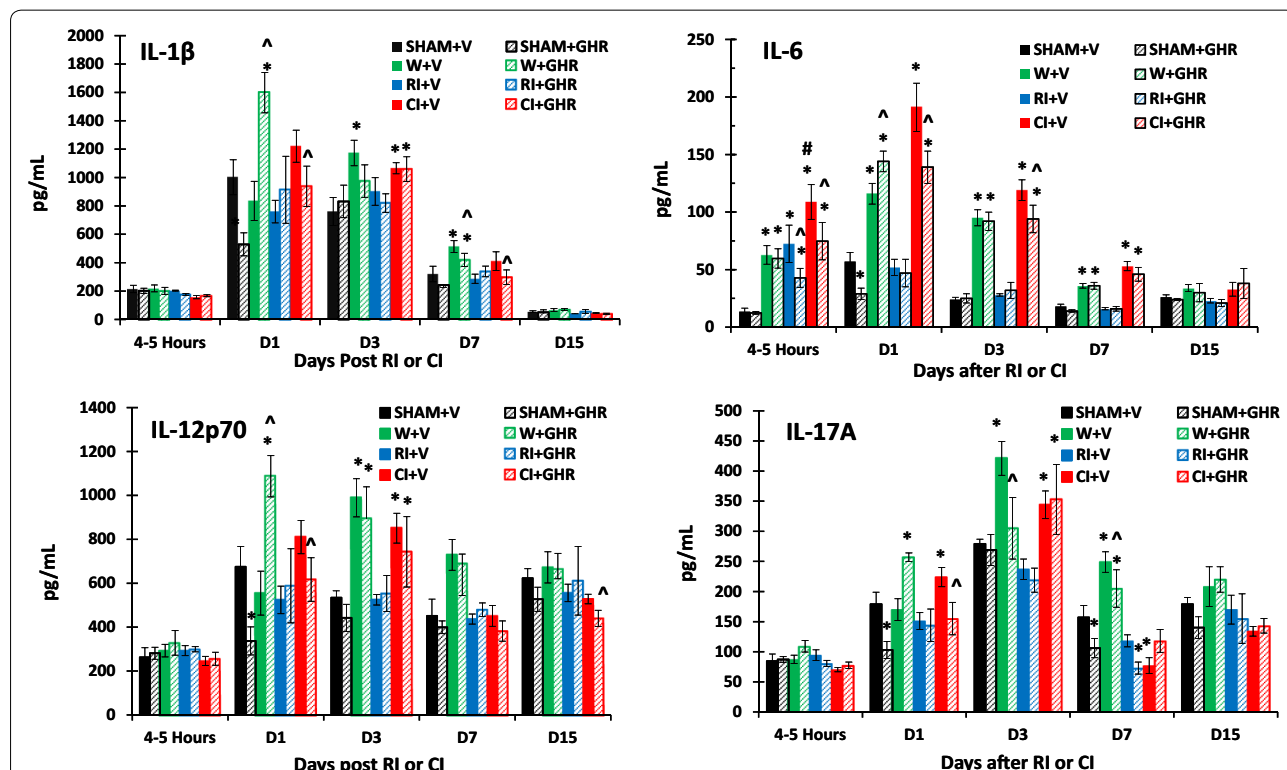 IL-1β
SHAM+V SHAM+GHR
W+V W+GHR
RI+V RI+GHR
CI+V CI+GHR
pg/mL
2000
1800
1600
1400
1200
1000
800
600
400
200
0
^
*
*
^
*
* *
*
^
*
^
4-5 Hours D1 D3 D7 D15
Days Post RI or CI
IL-6
SHAM+V SHAM+GHR
W+V W+GHR
RI+V RI+GHR
CI+V CI+GHR
pg/mL
250
200
150
100
50
0
* * *
^
*
#
*
^
*
*
*
^
*
*
^
*
* *
*
^
*
* *
* *
4-5 Hours D1 D3 D7 D15
Days after RI or CI
IL-12p70
SHAM+V SHAM+GHR
W+V W+GHR
RI+V RI+GHR
CI+V CI+GHR
pg/mL
1400
1200
1000
800
600
400
200
0
*
^
*
^
* *
* *
^
4-5 Hours D1 D3 D7 D15
Days post RI or CI
IL-17A
SHAM+V SHAM+GHR
W+V W+GHR
RI+V RI+GHR
CI+V CI+GHR
pg/mL
500
450
400
350
300
250
200
150
100
50
0
*
*
*
^
*
^
* *
*
*
^
*
* *
4-5 Hours D1 D3 D7 D15
Days after RI or CI